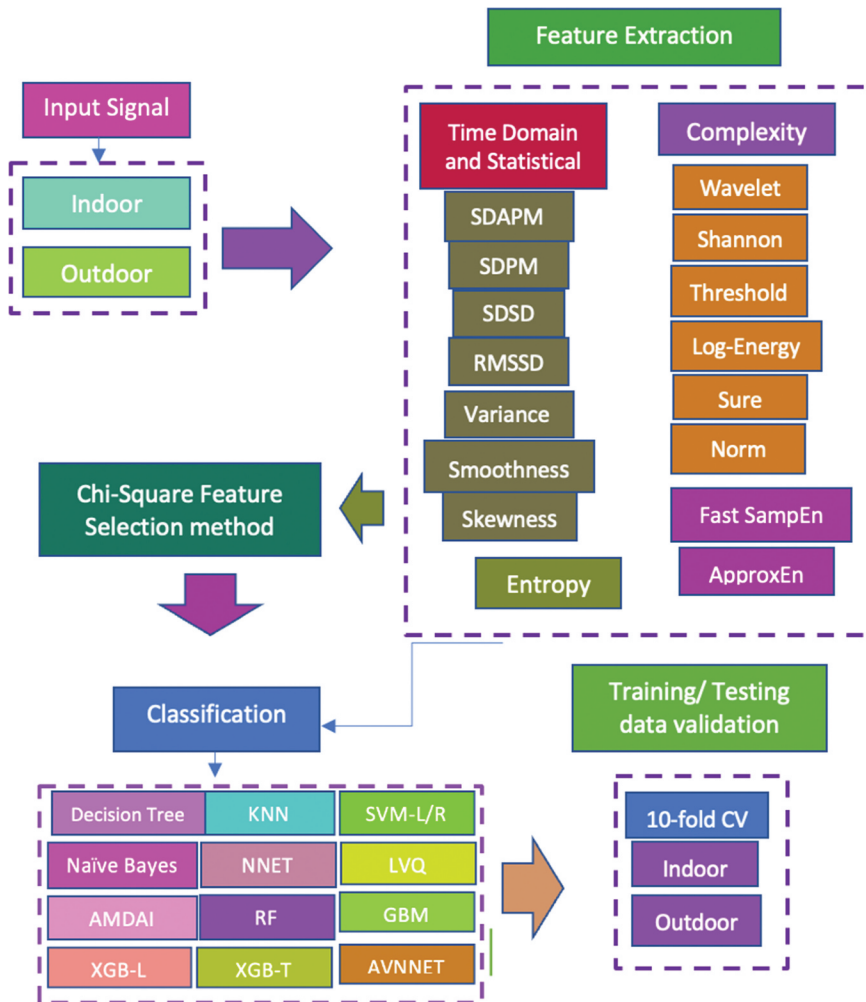 Feature Extraction
Input Signal
Indoor
Outdoor
Time Domain
and Statistical
SDAPM
SDPM
SDSD
RMSSD
Variance
Smoothness
Skewness
Entropy
Complexity
Wavelet
Shannon
Threshold
Log-Energy
Sure
Norm
Fast SampEn
ApproxEn
Chi-Square Feature
Selection method
Classification
Decision Tree
KNN
SVM-L/R
Naïve Bayes
NNET
LVQ
AMDAI
RF
GBM
XGB-L
XGB-T
AVNNET
Training/ Testing
data validation
10-fold CV
Indoor
Outdoor